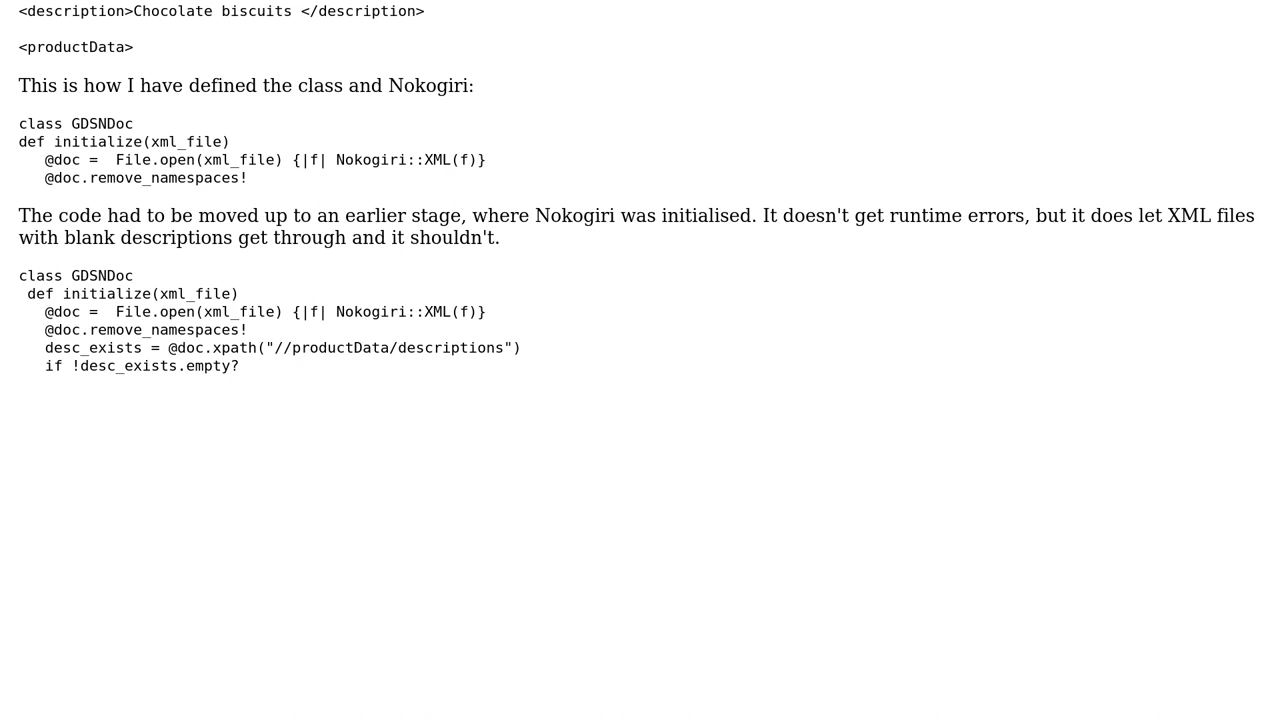 <description>Chocolate biscuits </description>
<productData>
This is how I have defined the class and Nokogiri:
class GDSNDoc
def initialize(xml_file)
   @doc =  File.open(xml_file) {|f| Nokogiri::XML(f)}
   @doc.remove_namespaces!
The code had to be moved up to an earlier stage, where Nokogiri was initialised. It doesn't get runtime errors, but it does let XML files
with blank descriptions get through and it shouldn't.
class GDSNDoc
 def initialize(xml_file)
   @doc =  File.open(xml_file) {|f| Nokogiri::XML(f)}
   @doc.remove_namespaces!
   desc_exists = @doc.xpath("//productData/descriptions")
   if !desc_exists.empty?